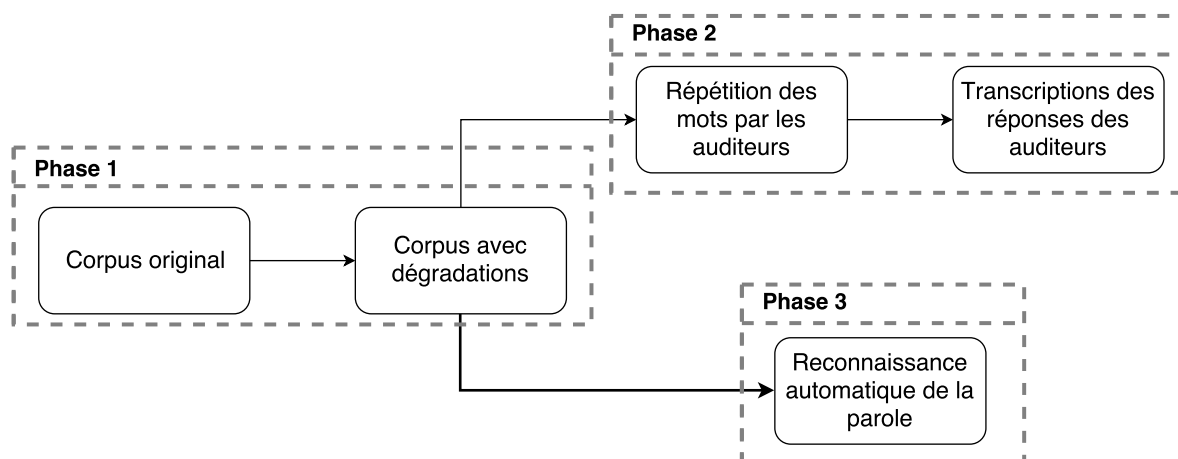 Phase 1
Corpus original
Corpus avec
dégradations
Phase 2
Répétition des
mots par les
auditeurs
Transcriptions des
réponses des
auditeurs
Phase 3
Reconnaissance
automatique de la
parole